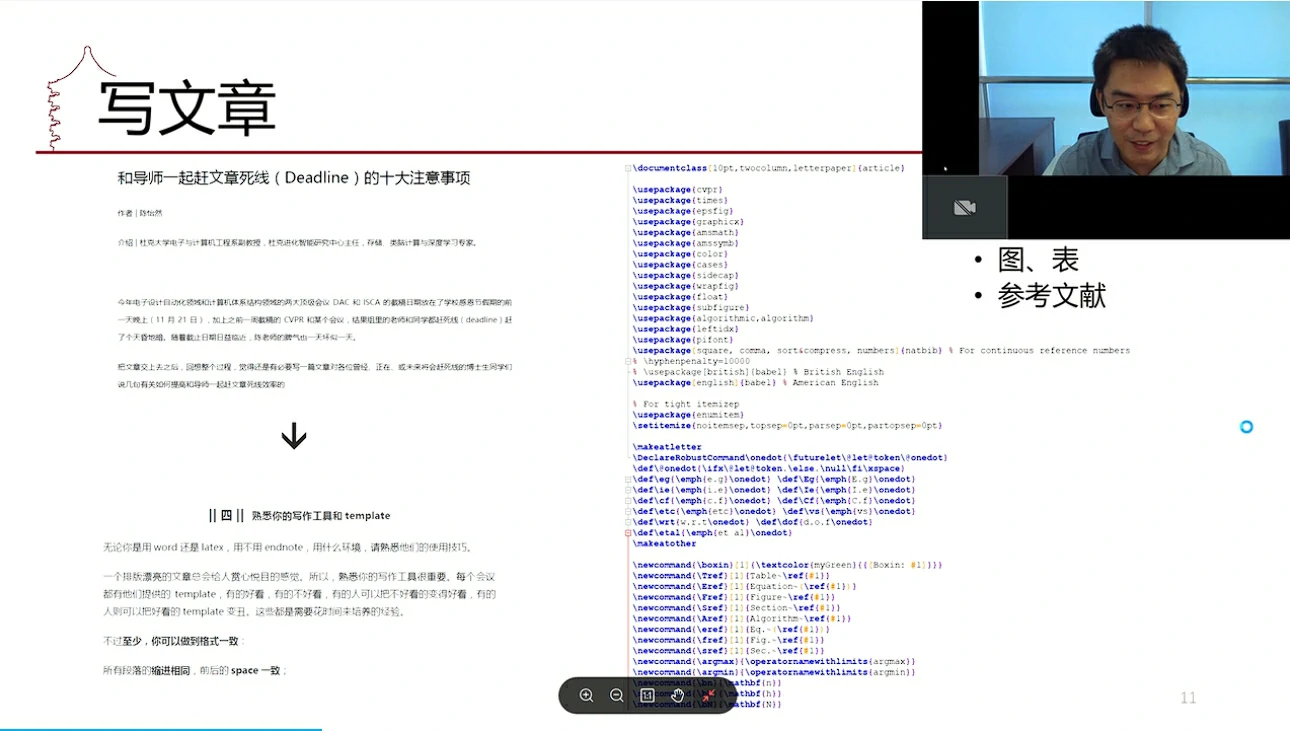 写文章
和导师一起赶文章死线（Deadline）的十大注意事项
作者 | 陈怡然
介绍 | 杜克大学电子与计算机工程系副教授，杜克进化智能研究中心主任，存储、类脑计算与深度学习专家。
今年电子设计自动化领域和计算机体系结构领域的两大顶级会议 DAC 和 ISCA 的截稿日期放在了学校感恩节假期的前
一天晚上（11 月 21 日），加上之前一周截稿的 CVPR 和某个会议，结果组里的老师和同学都赶死线（deadline）赶
了个天昏地暗。随着截止日期日益临近，陈老师的脾气也一天坏似一天。
把文章交上去之后，回想整个过程，觉得还是有必要写一篇文章对各位曾经、正在、或未来将会赶死线的博士生同学们
说几句有关如何提高和导师一起赶文章死线效率的
|| 四 || 熟悉你的写作工具和 template
无论你是用 word 还是 latex，用不用 endnote，用什么环境，请熟悉他们的使用技巧。
一个排版漂亮的文章总会给人赏心悦目的感觉。所以，熟悉你的写作工具很重要。每个会议
都有他们提供的 template，有的好看，有的不好看，有的人可以把不好看的变得好看，有的
人则可以把好看的 template 变丑。这些都是需要花时间来培养的经验。
不过至少，你可以做到格式一致：
所有段落的缩进相同，前后的 space 一致；
\documentclass[10pt,twocolumn,letterpaper]{article}
\usepackage{cvpr}
\usepackage{times}
\usepackage{epsfig}
\usepackage{graphicx}
\usepackage{amsmath}
\usepackage{amssymb}
\usepackage{color}
\usepackage{cases}
\usepackage{sidecap}
\usepackage{wrapfig}
\usepackage{float}
\usepackage{subfigure}
\usepackage{algorithmic,algorithm}
\usepackage{leftidx}
\usepackage{pifont}
\usepackage[square, comma, sort&compress, numbers]{natbib} % For continuous reference numbers
% \hyphenpenalty=10000
% \usepackage[british]{babel} % British English
\usepackage[english]{babel} % American English
% For tight itemizep
\usepackage{enumitem}
\setitemize{noitemsep,topsep=0pt,parsep=0pt,partopsep=0pt}
\makeatletter
\DeclareRobustCommand\onedot{\futurelet\@let@token\@onedot}
\def\@onedot{\ifx\@let@token.\else.\null\fi\xspace}
\def\eg{\emph{e.g}\onedot} \def\Eg{\emph{E.g}\onedot}
\def\ie{\emph{i.e}\onedot} \def\Ie{\emph{I.e}\onedot}
\def\cf{\emph{c.f}\onedot} \def\Cf{\emph{C.f}\onedot}
\def\etc{\emph{etc}\onedot} \def\vs{\emph{vs}\onedot}
\def\wrt{w.r.t\onedot} \def\dof{d.o.f\onedot}
\def\etal{\emph{et al}\onedot}
\makeatother
\newcommand{\boxin}[1]{\textcolor{myGreen}{{[Boxin: #1]}}}
\newcommand{\Tref}[1]{Table~\ref{#1}}
\newcommand{\Eref}[1]{Equation~(\ref{#1})}
\newcommand{\Fref}[1]{Figure~\ref{#1}}
\newcommand{\Sref}[1]{Section~\ref{#1}}
\newcommand{\Aref}[1]{Algorithm~\ref{#1}}
\newcommand{\eref}[1]{Eq.~(\ref{#1})}
\newcommand{\fref}[1]{Fig.~\ref{#1}}
\newcommand{\sref}[1]{Sec.~\ref{#1}}
\newcommand{\argmax}{\operatornamewithlimits{argmax}}
\newcommand{\argmin}{\operatornamewithlimits{argmin}}
\mathbf{n}}
\mathbf{h}}
\mathbf{N}}
• 图、表
• 参考文献
11